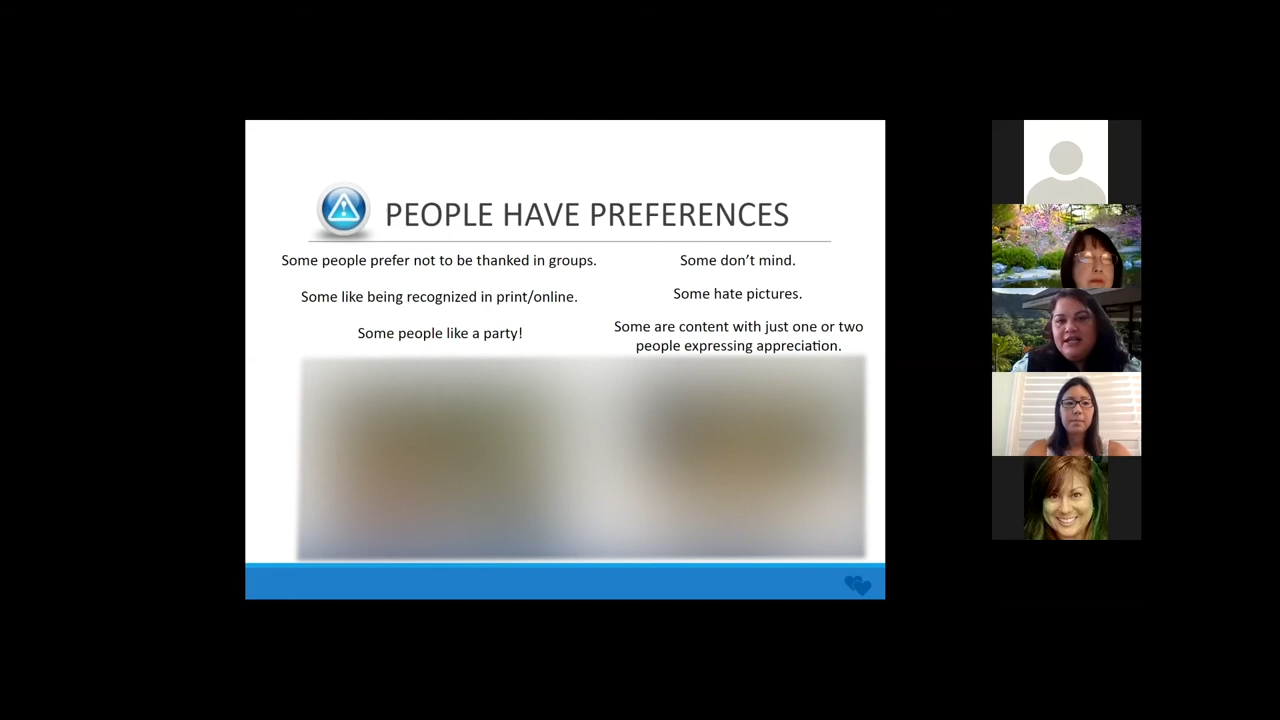 PEOPLE HAVE PREFERENCES
Some people prefer not to be thanked in groups.
Some like being recognized in print/online.
Some people like a party!
Some don’t mind.
Some hate pictures.
Some are content with just one or two
people expressing appreciation.